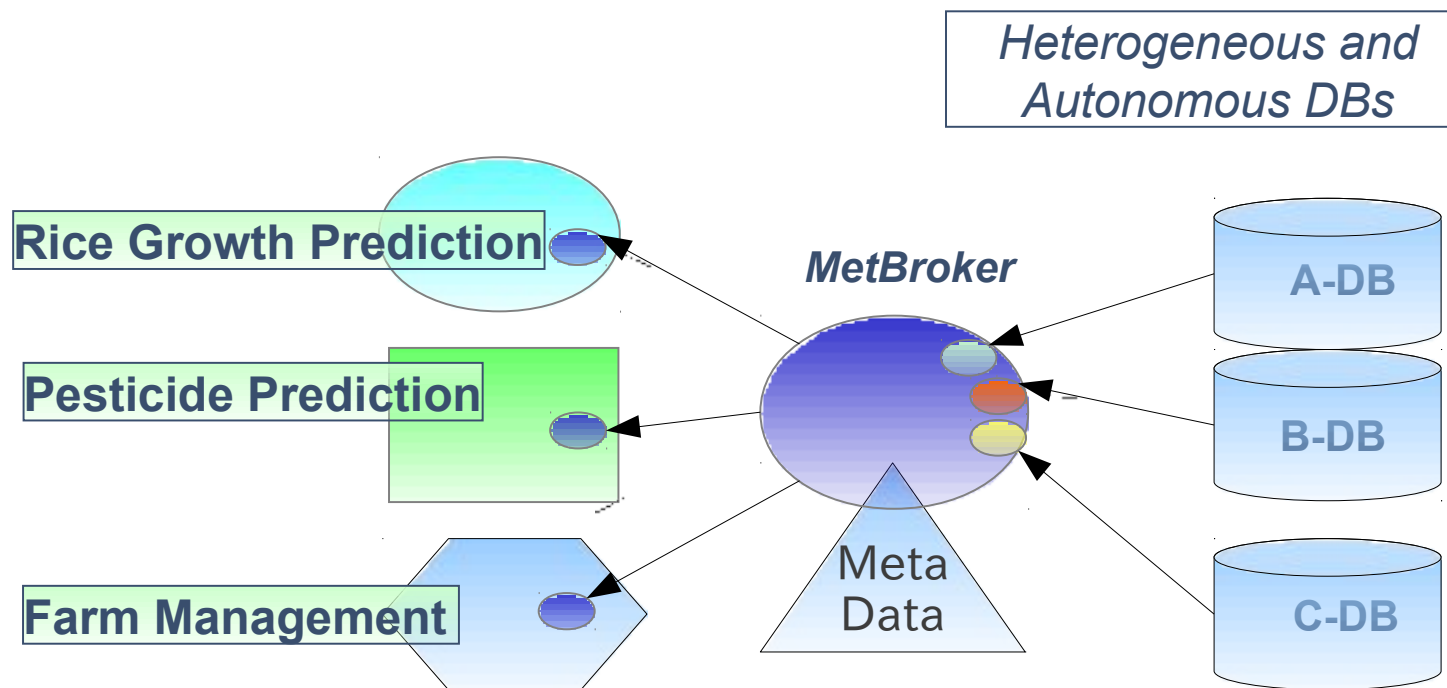 Heterogeneous and
Autonomous DBs
Rice Growth Prediction
MetBroker
A-DB
Pesticide Prediction
B-DB
Meta
Data
Farm Management
C-DB